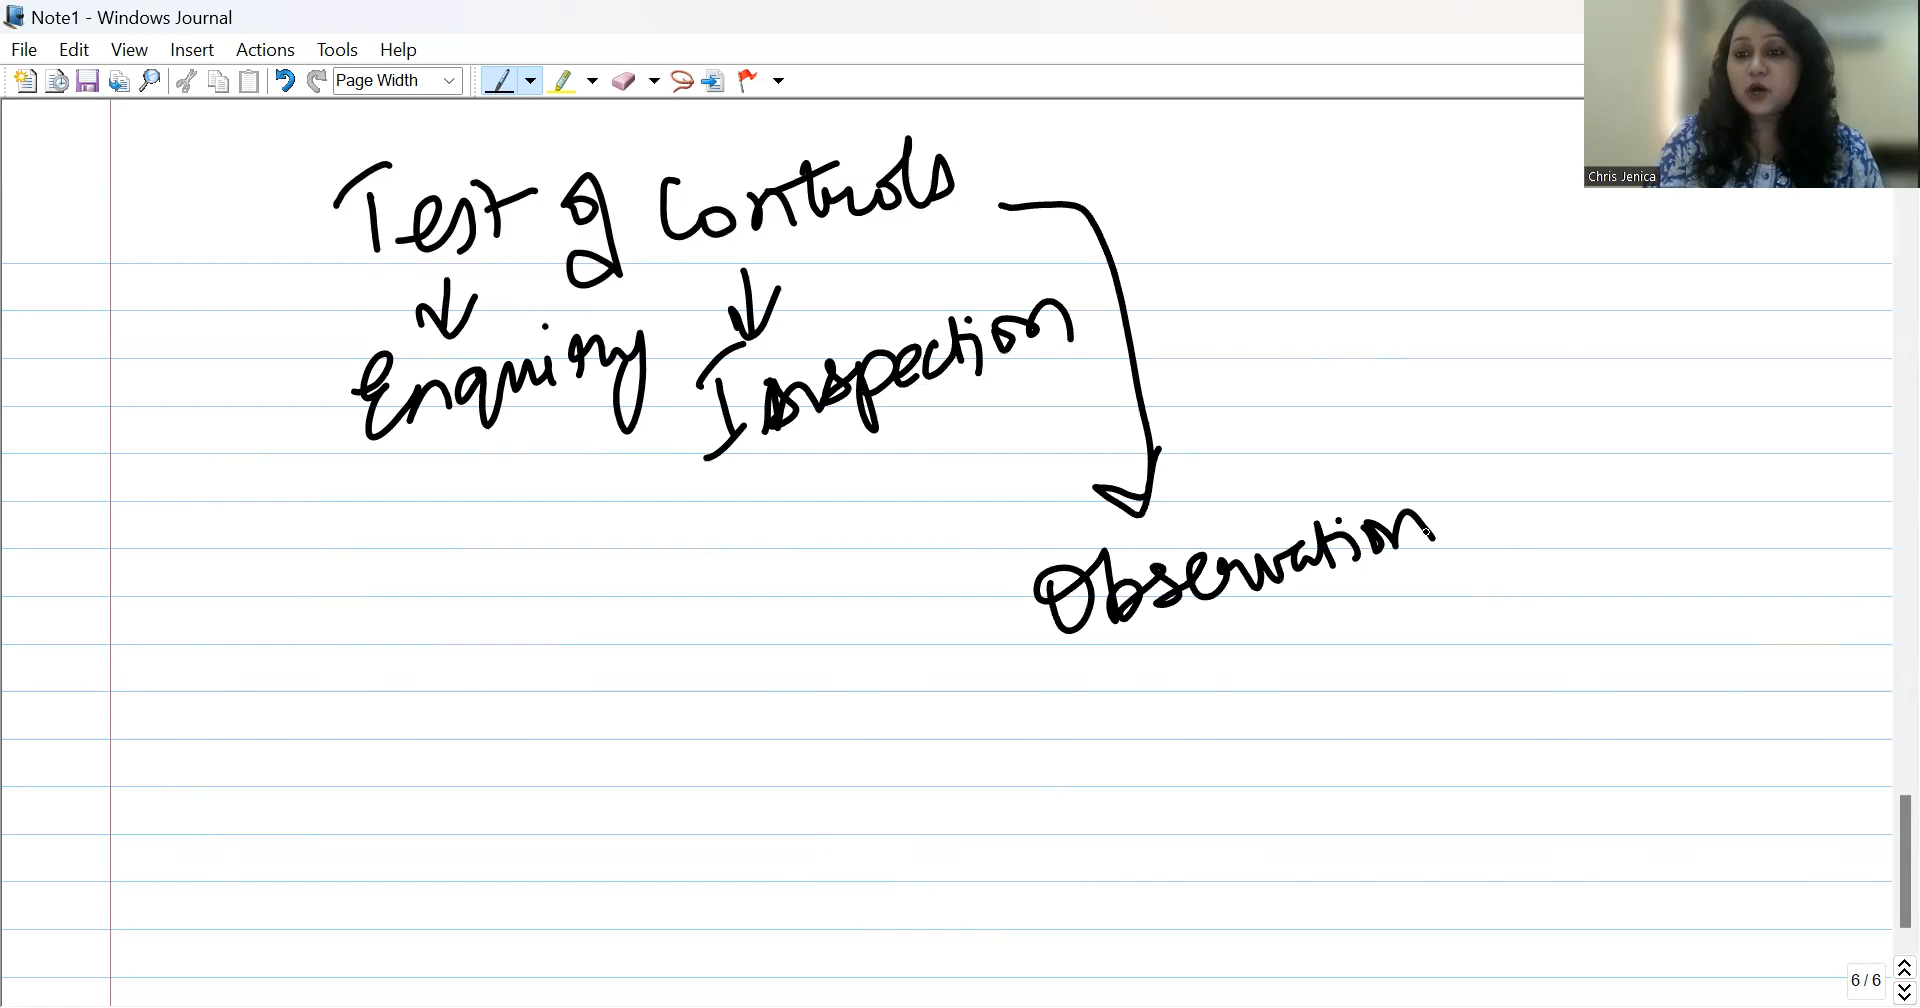 Note1 - Windows Journal
File Edit View Insert Actions Tools Help
Page Width
Chris Jenica
Test of Controls
Enquiry Inspection
Observation
6 / 6